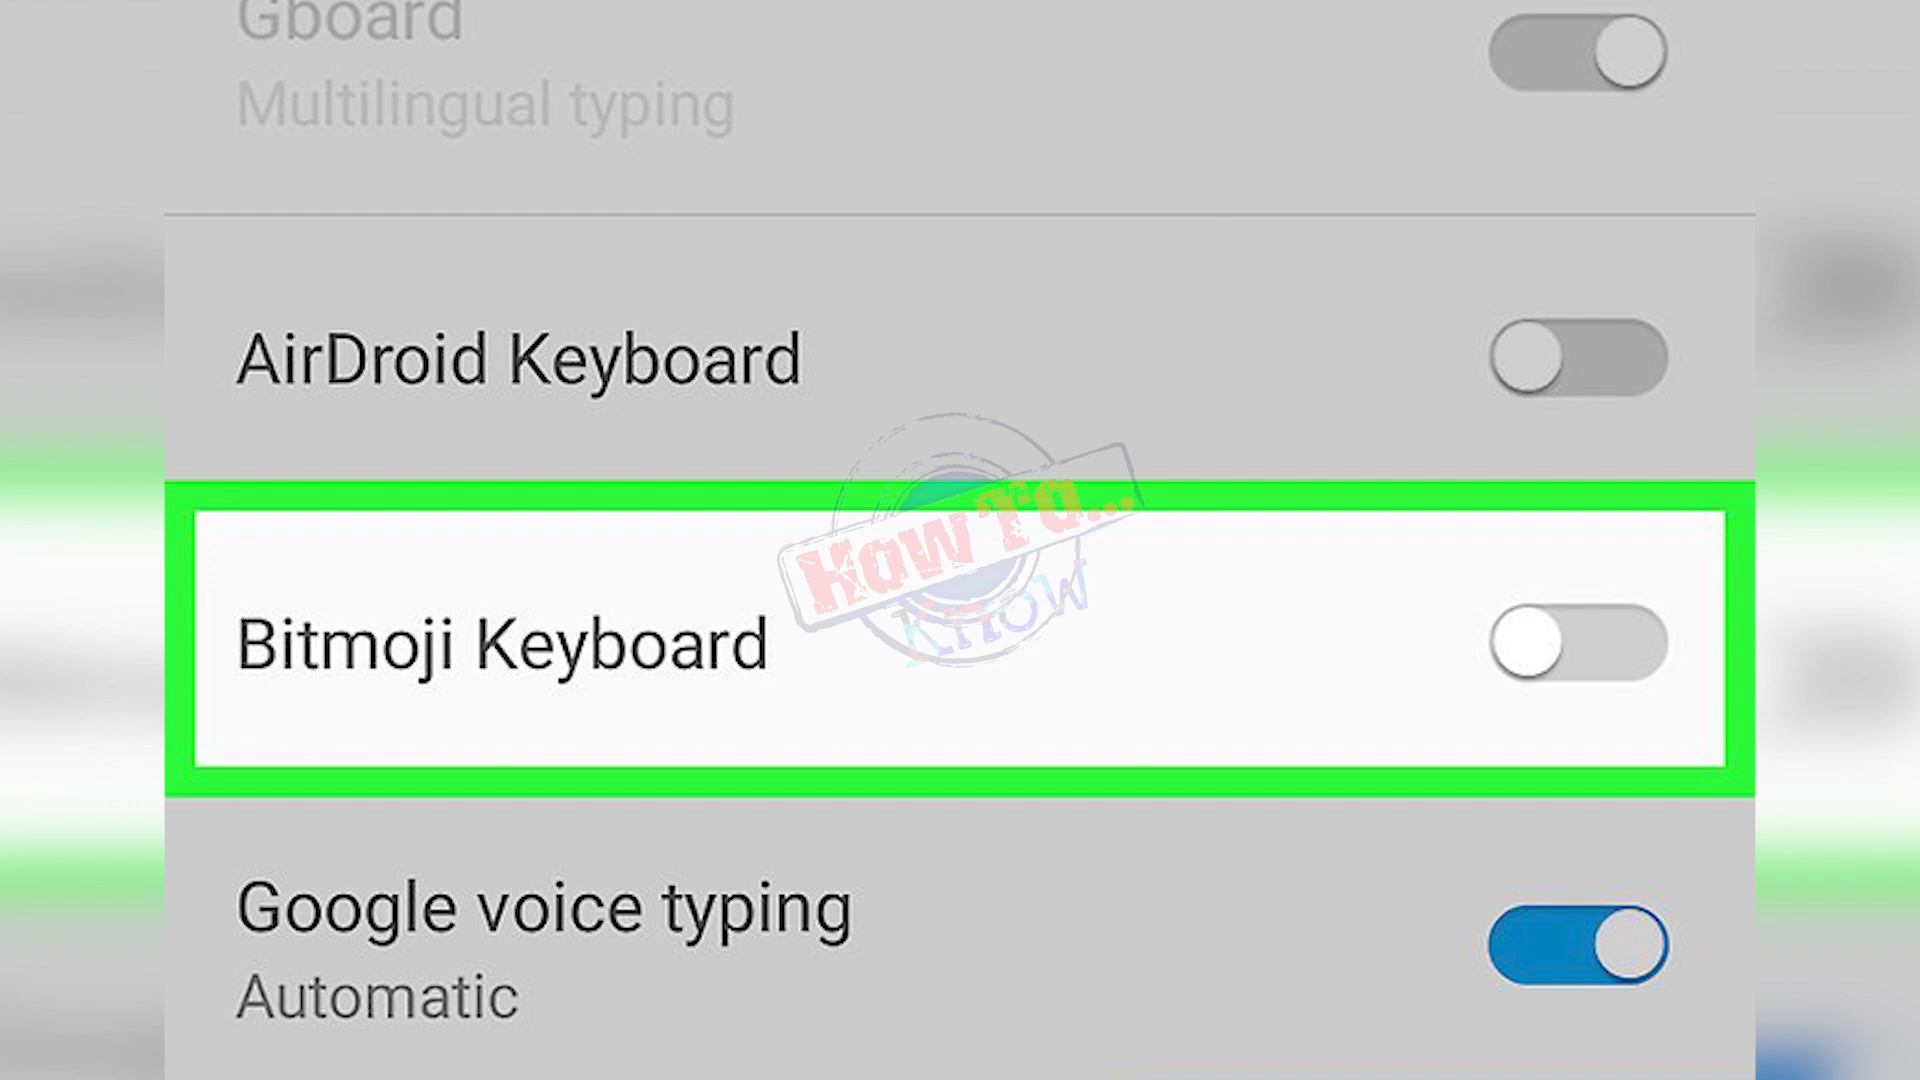 Gboard
Multilingual typing
AirDroid Keyboard
How To...
KNOW
Bitmoji Keyboard
Google voice typing
Automatic